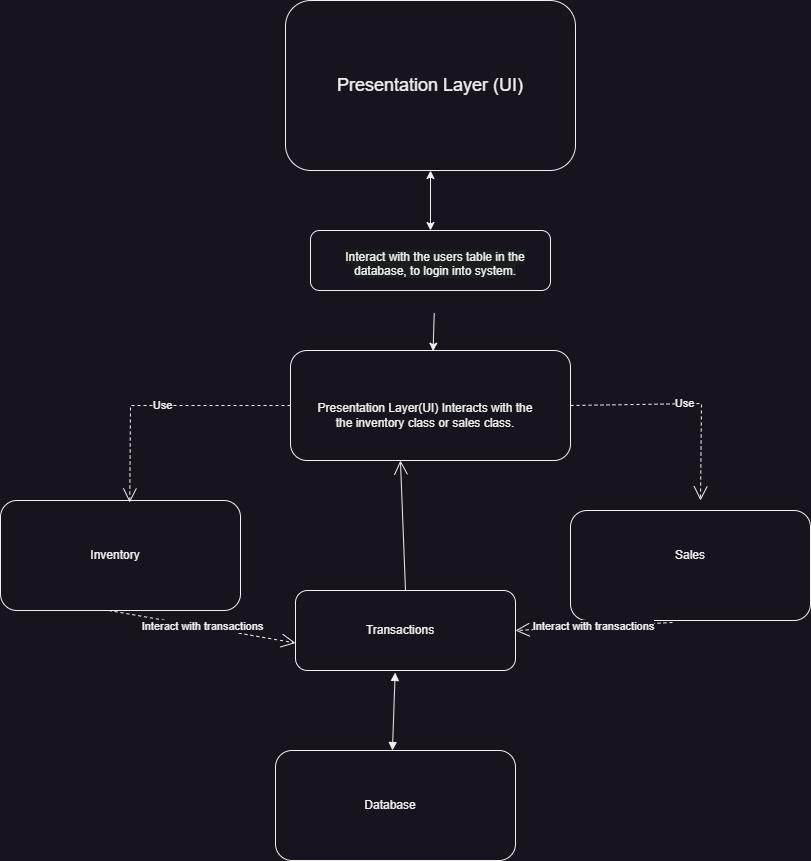 Presentation Layer (UI)
Interact with the users table in the
database, to login into system.
Presentation Layer(UI) Interacts with the
the inventory class or sales class.
Use
Use
Inventory
Sales
Interact with transactions
Transactions
Interact with transactions
Database